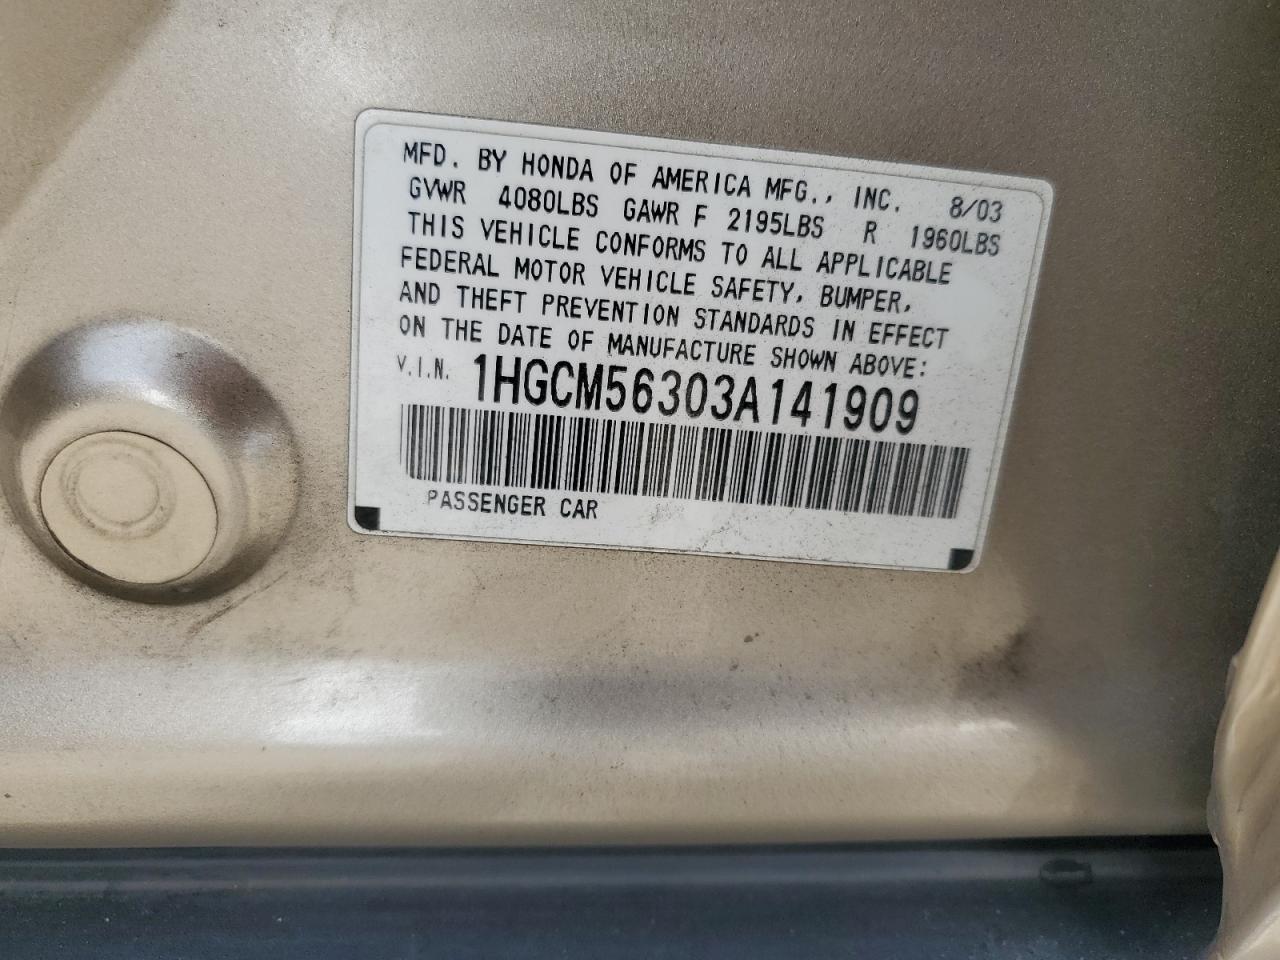 MFD. BY HONDA OF AMERICA MFG., INC. 8/03
GVWR 4080LBS GAWR F 2195LBS R 1960LBS
THIS VEHICLE CONFORMS TO ALL APPLICABLE
FEDERAL MOTOR VEHICLE SAFETY, BUMPER,
AND THEFT PREVENTION STANDARDS IN EFFECT
ON THE DATE OF MANUFACTURE SHOWN ABOVE:
V.I.N. 1HGCM56303A141909
PASSENGER CAR